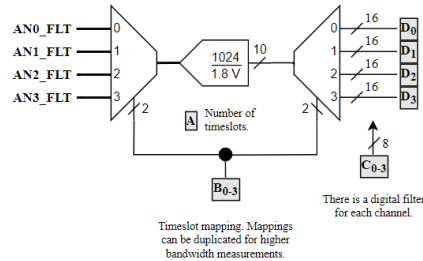 AN0_FLT
AN1_FLT
AN2_FLT
AN3_FLT
0
1
2
3
2
1024
1.8 V
10
0
1
2
3
2
16
16
16
16
D0
D1
D2
D3
A
Number of
timeslots.
B0-3
8
C0-3
There is a digital filter
for each channel.
Timeslot mapping. Mappings
can be duplicated for higher
bandwidth measurements.